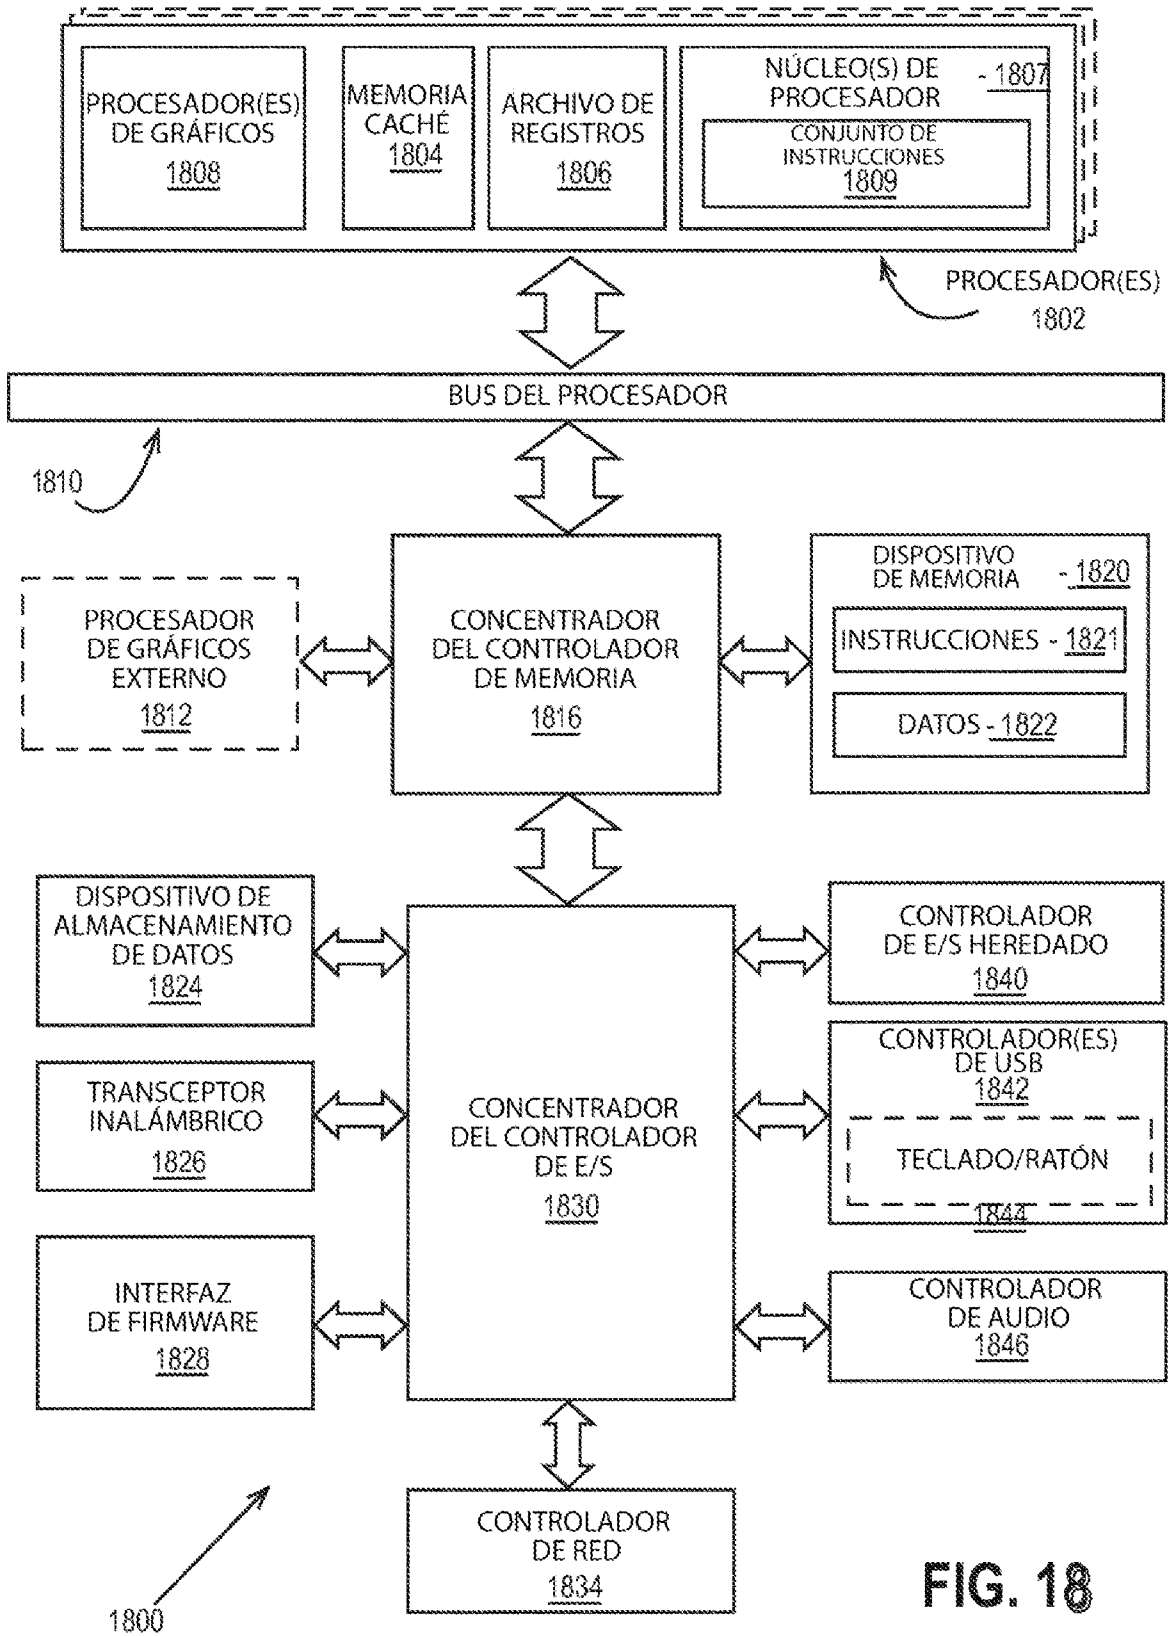 PROCESADOR(ES)
DE GRÁFICOS
1808
MEMORIA
CACHÉ
1804
ARCHIVO DE
REGISTROS
1806
NÚCLEO(S) DE
PROCESADOR
- 1807
CONJUNTO DE
INSTRUCCIONES
1809
PROCESADOR(ES)
1802
BUS DEL PROCESADOR
1810
PROCESADOR
DE GRÁFICOS
EXTERNO
1812
CONCENTRADOR
DEL CONTROLADOR
DE MEMORIA
1816
DISPOSITIVO
DE MEMORIA
- 1820
INSTRUCCIONES - 1821
DATOS - 1822
DISPOSITIVO DE
ALMACENAMIENTO
DE DATOS
1824
TRANSCEPTOR
INALÁMBRICO
1826
INTERFAZ
DE FIRMWARE
1828
CONCENTRADOR
DEL CONTROLADOR
DE E/S
1830
CONTROLADOR
DE E/S HEREDADO
1840
CONTROLADOR(ES)
DE USB
1842
TECLADO/RATÓN
1844
CONTROLADOR
DE AUDIO
1846
CONTROLADOR
DE RED
1834
1800
FIG. 18